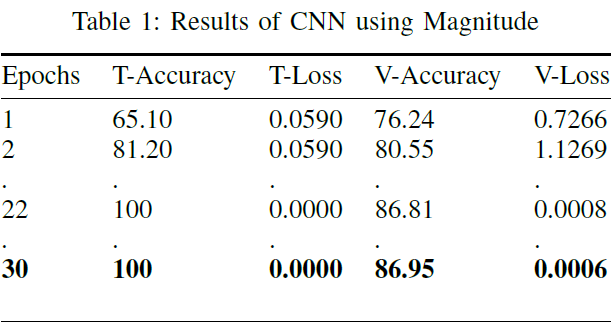 Table 1: Results of CNN using Magnitude
Epochs T-Accuracy T-Loss V-Accuracy V-Loss
1 65.10 0.0590 76.24 0.7266
2 81.20 0.0590 80.55 1.1269
. . . . .
22 100 0.0000 86.81 0.0008
. . . . .
30 100 0.0000 86.95 0.0006